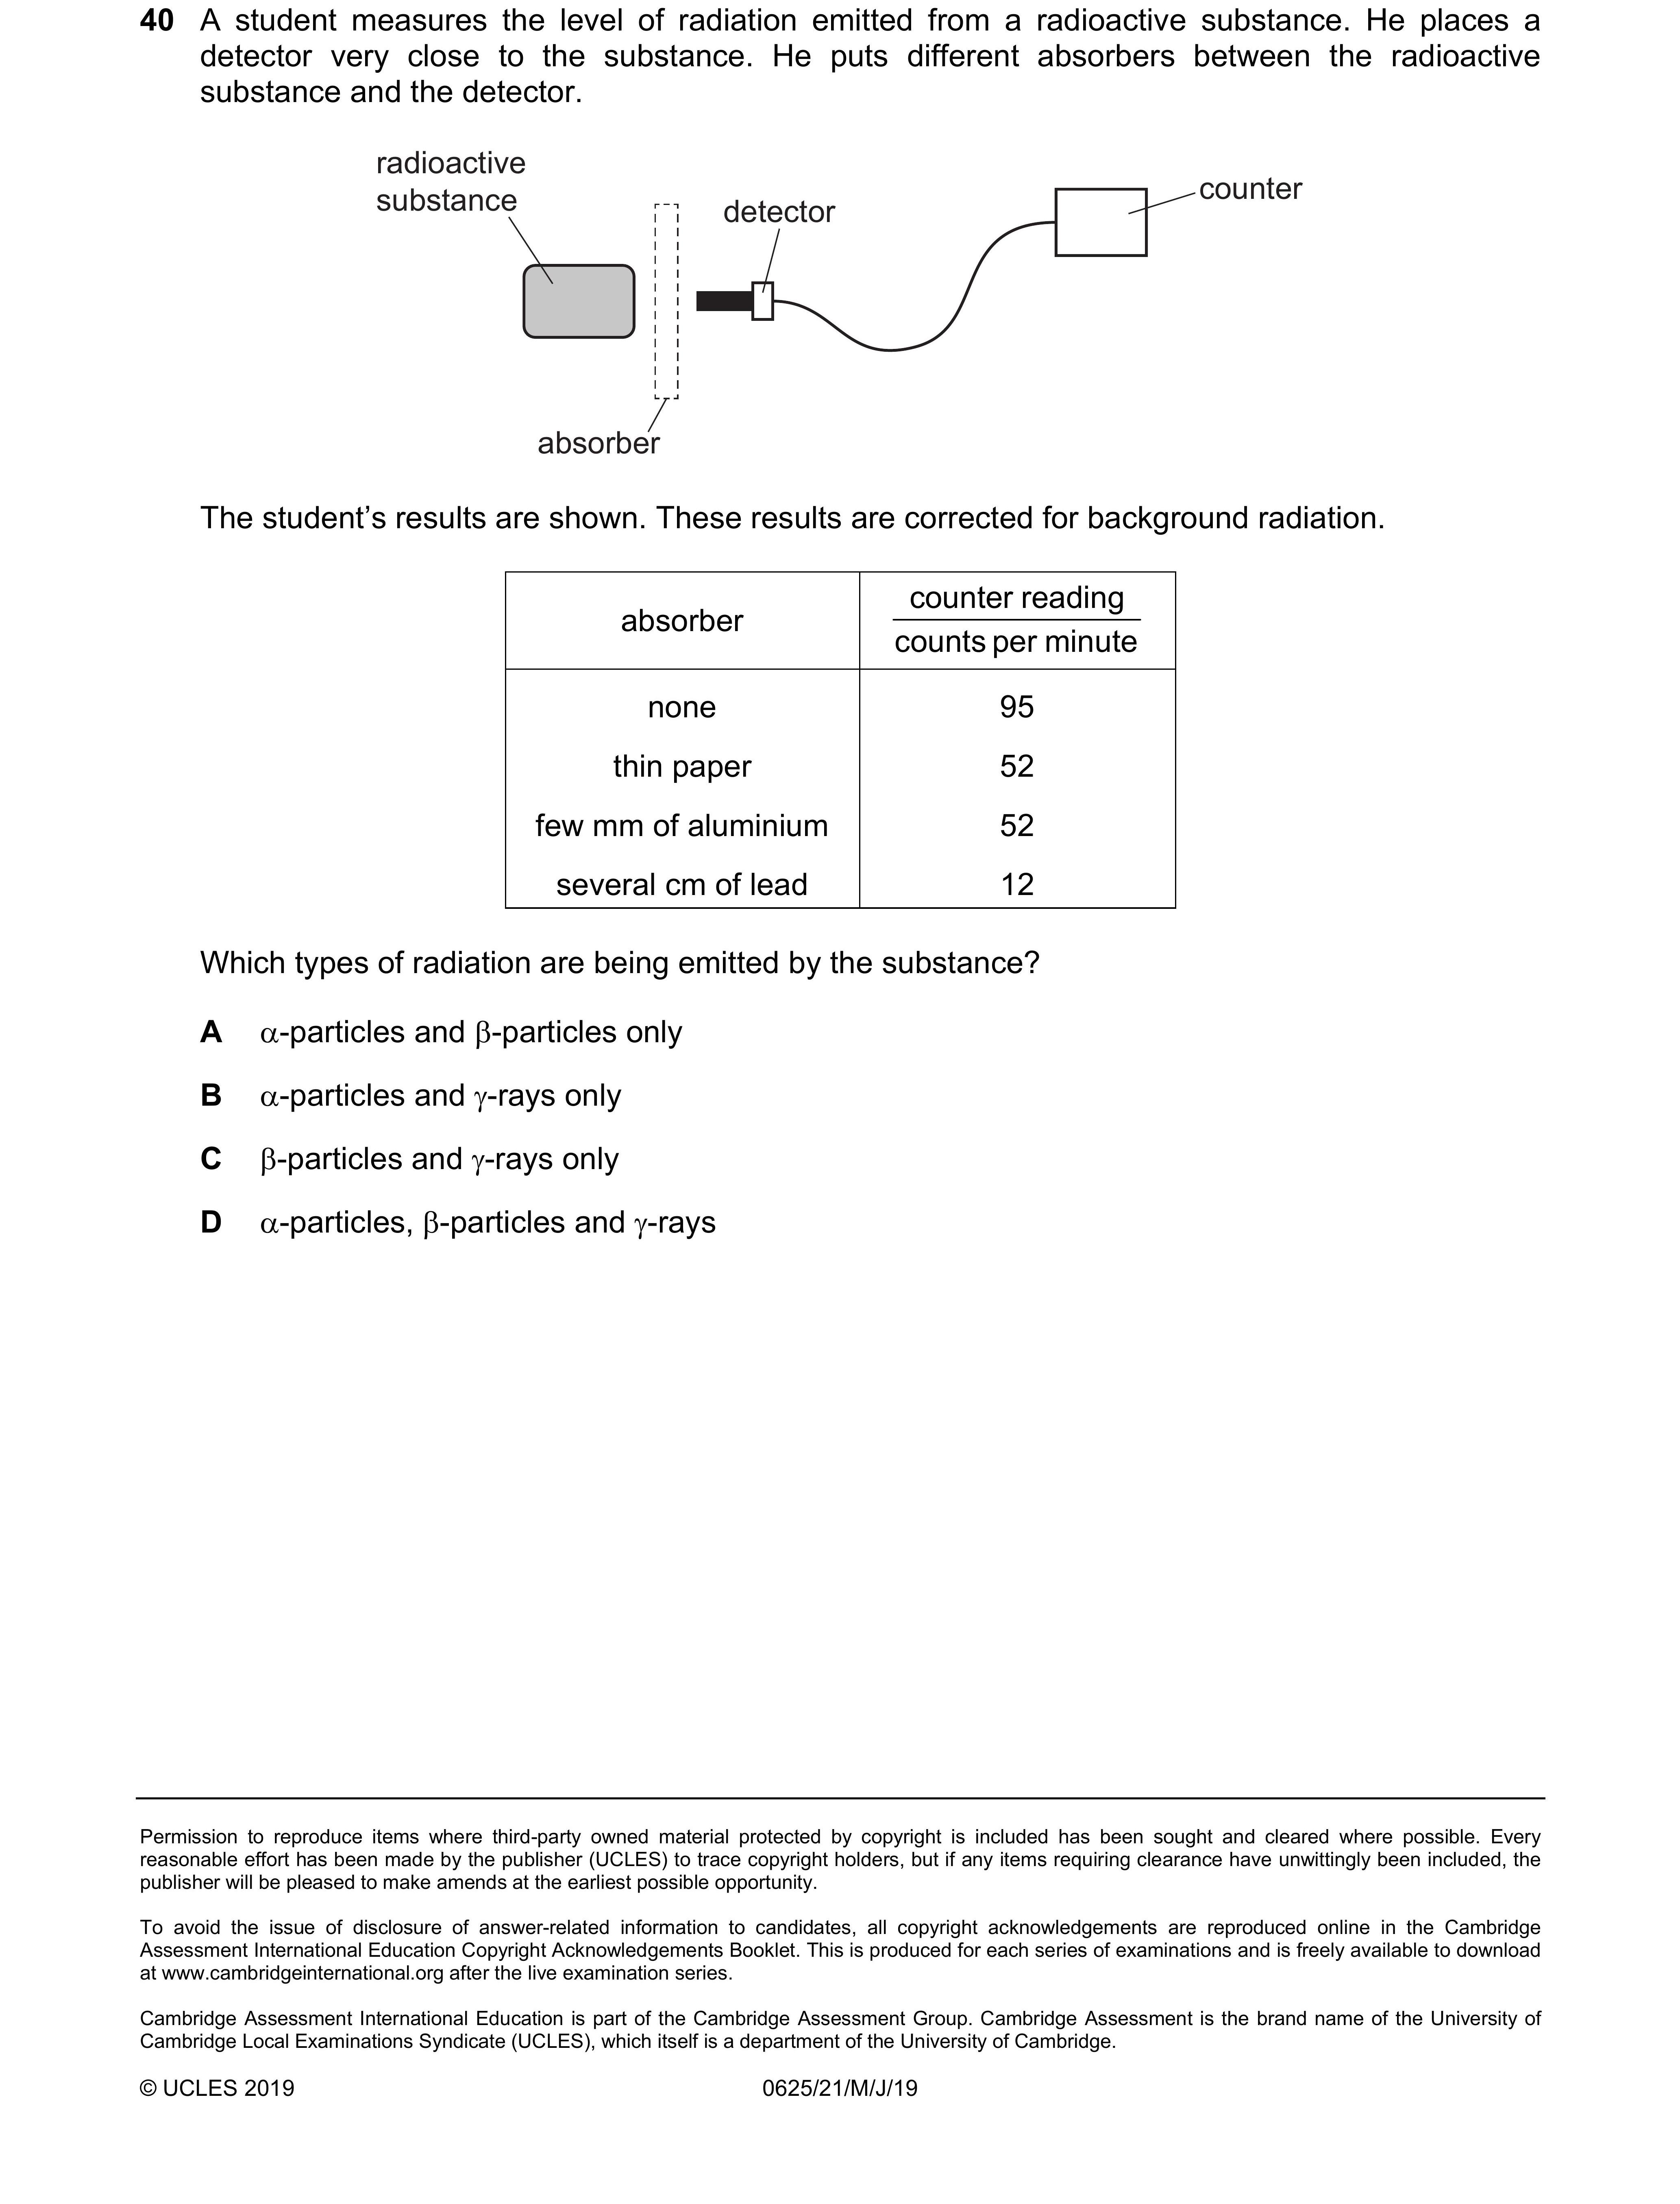 40 A student measures the level of radiation emitted from a radioactive substance. He places a
detector very close to the substance. He puts different absorbers between the radioactive
substance and the detector.
radioactive
substance
detector
counter
absorber
The student's results are shown. These results are corrected for background radiation.
absorber
counter reading
counts per minute
none 95
thin paper 52
few mm of aluminium 52
several cm of lead 12
Which types of radiation are being emitted by the substance?
A α-particles and β-particles only
B α-particles and γ-rays only
C β-particles and γ-rays only
D α-particles, β-particles and γ-rays
Permission to reproduce items where third-party owned material protected by copyright is included has been sought and cleared where possible. Every
reasonable effort has been made by the publisher (UCLES) to trace copyright holders, but if any items requiring clearance have unwittingly been included, the
publisher will be pleased to make amends at the earliest possible opportunity.
To avoid the issue of disclosure of answer-related information to candidates, all copyright acknowledgements are reproduced online in the Cambridge
Assessment International Education Copyright Acknowledgements Booklet. This is produced for each series of examinations and is freely available to download
at www.cambridgeinternational.org after the live examination series.
Cambridge Assessment International Education is part of the Cambridge Assessment Group. Cambridge Assessment is the brand name of the University of
Cambridge Local Examinations Syndicate (UCLES), which itself is a department of the University of Cambridge.
© UCLES 2019 0625/21/M/J/19